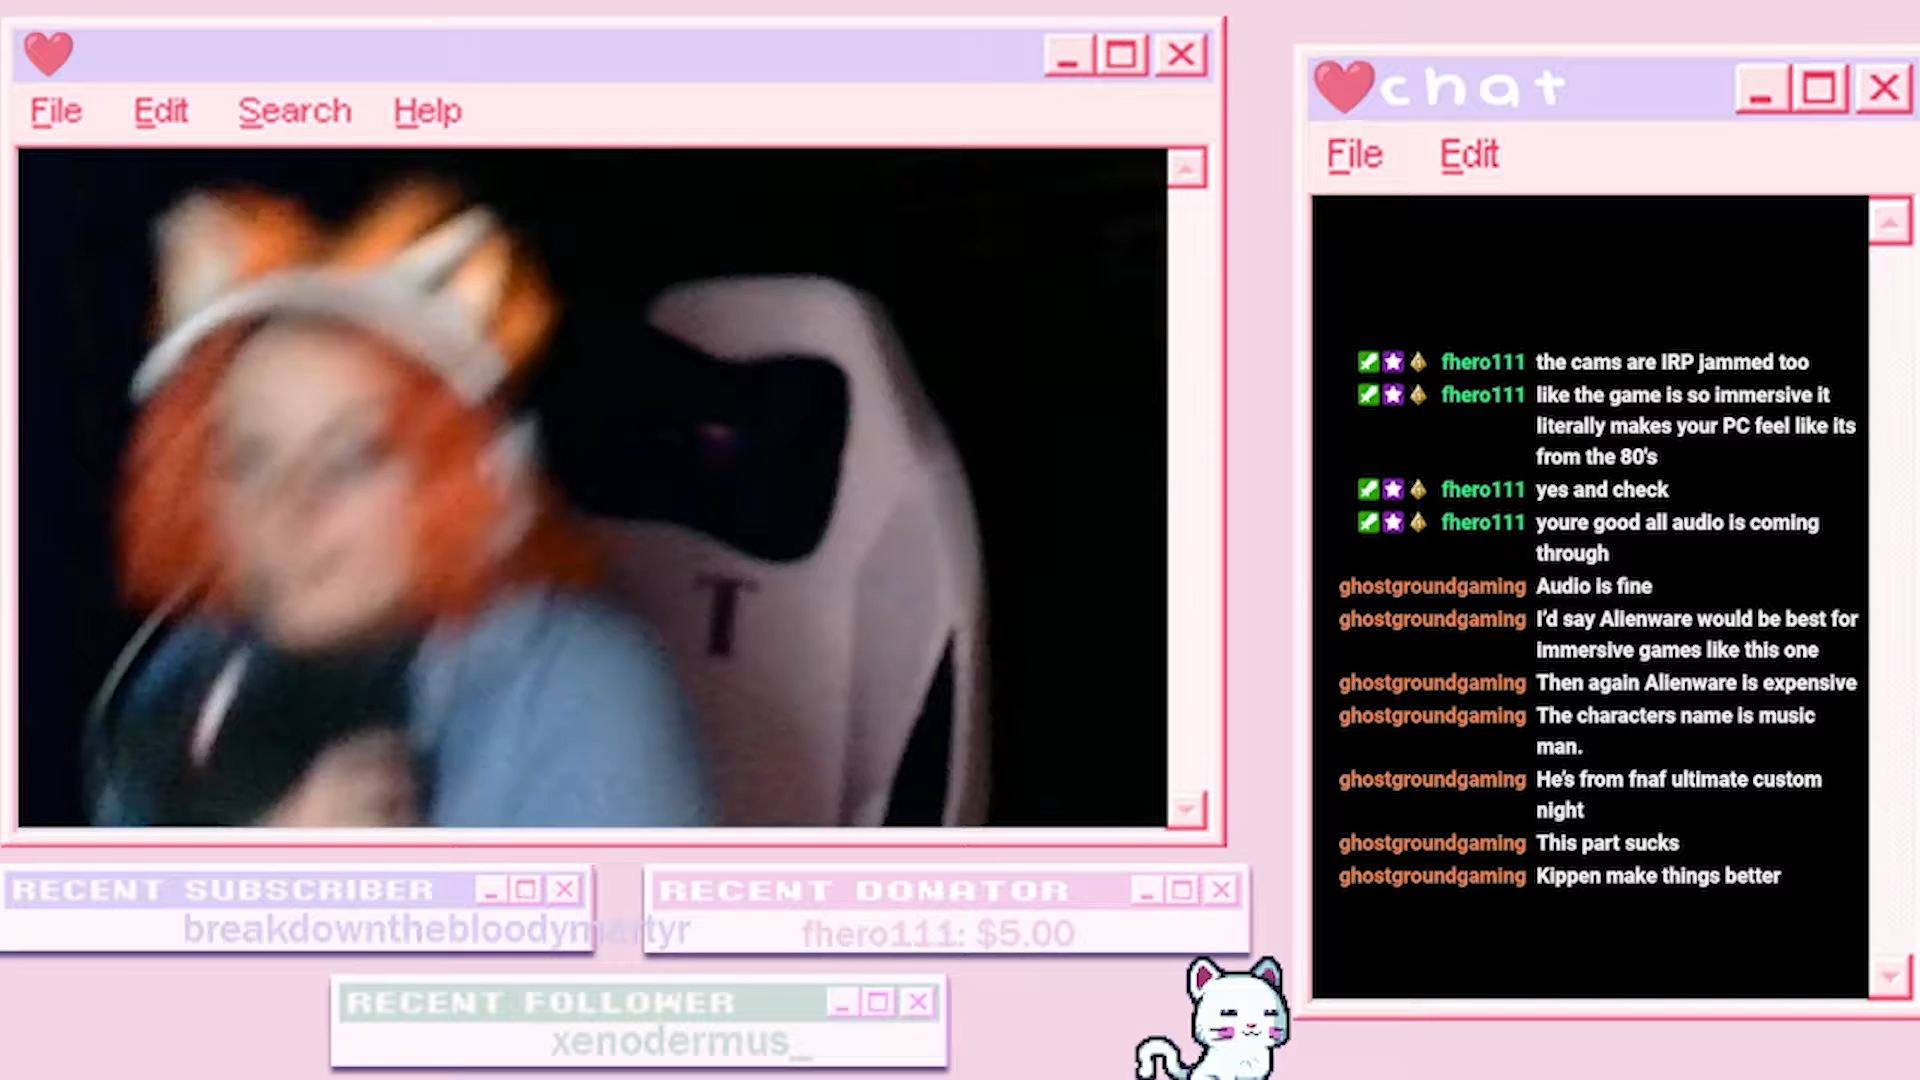 File Edit Search Help
T
RECENT SUBSCRIBER
breakdownthebloodymartyr
RECENT DONATOR
fhero111: $5.00
RECENT FOLLOWER
xenodermus_
chat
File Edit
fhero111 the cams are IRP jammed too
fhero111 like the game is so immersive it
literally makes your PC feel like its
from the 80's
fhero111 yes and check
fhero111 youre good all audio is coming
through
ghostgroundgaming Audio is fine
ghostgroundgaming I'd say Alienware would be best for
immersive games like this one
ghostgroundgaming Then again Alienware is expensive
ghostgroundgaming The characters name is music
man.
ghostgroundgaming He's from fnaf ultimate custom
night
ghostgroundgaming This part sucks
ghostgroundgaming Kippen make things better